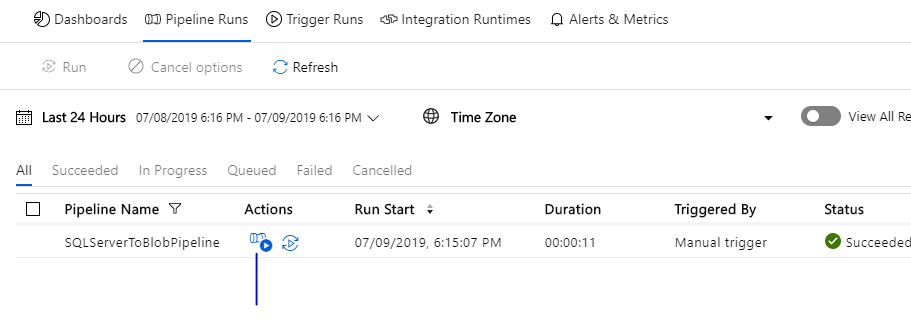 Dashboards Pipeline Runs Trigger Runs Integration Runtimes Alerts & Metrics
Run Cancel options Refresh
Last 24 Hours 07/08/2019 6:16 PM - 07/09/2019 6:16 PM Time Zone View All Re
All Succeeded In Progress Queued Failed Cancelled
Pipeline Name Actions Run Start Duration Triggered By Status
SQLServerToBlobPipeline 07/09/2019, 6:15:07 PM 00:00:11 Manual trigger Succeeded